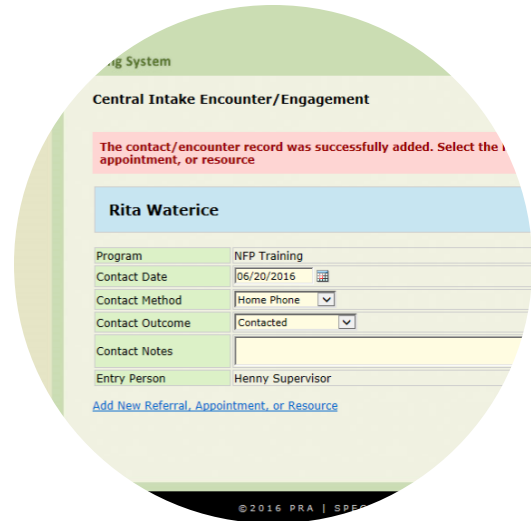 System
Central Intake Encounter/Engagement
The contact/encounter record was successfully added. Select the
appointment, or resource
Rita Waterice
Program NFP Training
Contact Date 06/20/2016
Contact Method Home Phone
Contact Outcome Contacted
Contact Notes
Entry Person Henny Supervisor
Add New Referral, Appointment, or Resource
©2016 PRA |